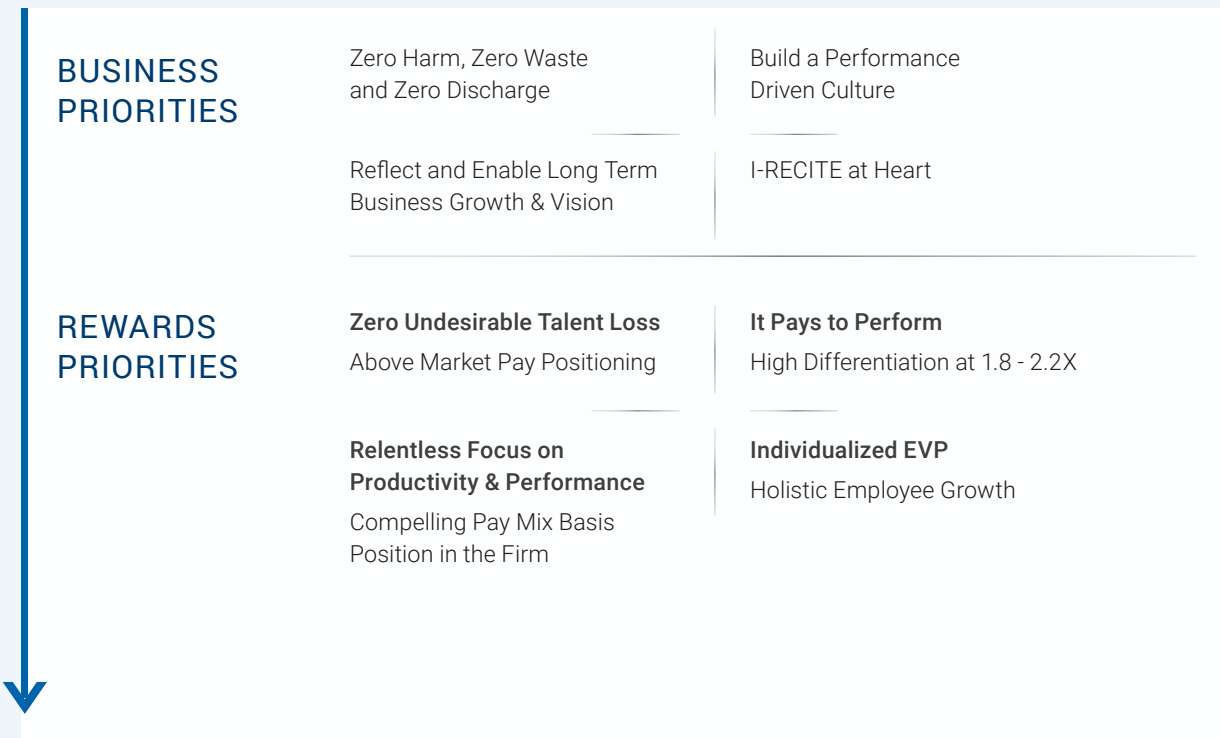 BUSINESS
PRIORITIES
Zero Harm, Zero Waste
and Zero Discharge
Build a Performance
Driven Culture
Reflect and Enable Long Term
Business Growth & Vision
I-RECITE at Heart
REWARDS
PRIORITIES
Zero Undesirable Talent Loss
Above Market Pay Positioning
It Pays to Perform
High Differentiation at 1.8 - 2.2X
Relentless Focus on
Productivity & Performance
Compelling Pay Mix Basis
Position in the Firm
Individualized EVP
Holistic Employee Growth